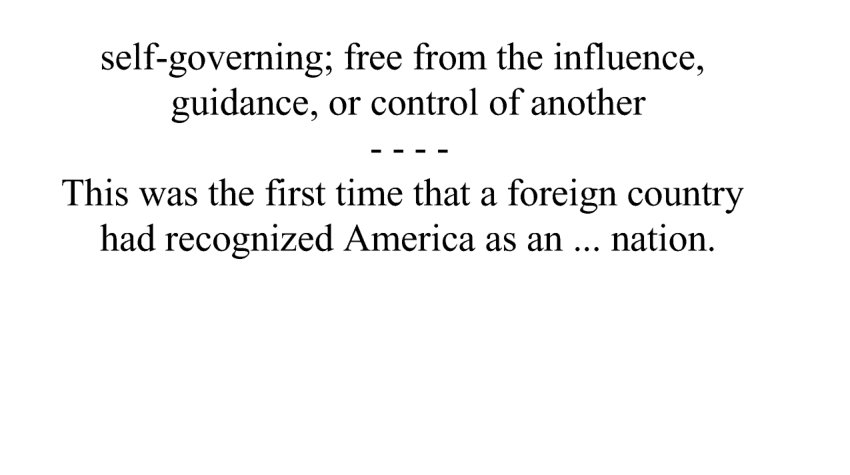 self-governing; free from the influence,
guidance, or control of another
- - - -
This was the first time that a foreign country
had recognized America as an ... nation.